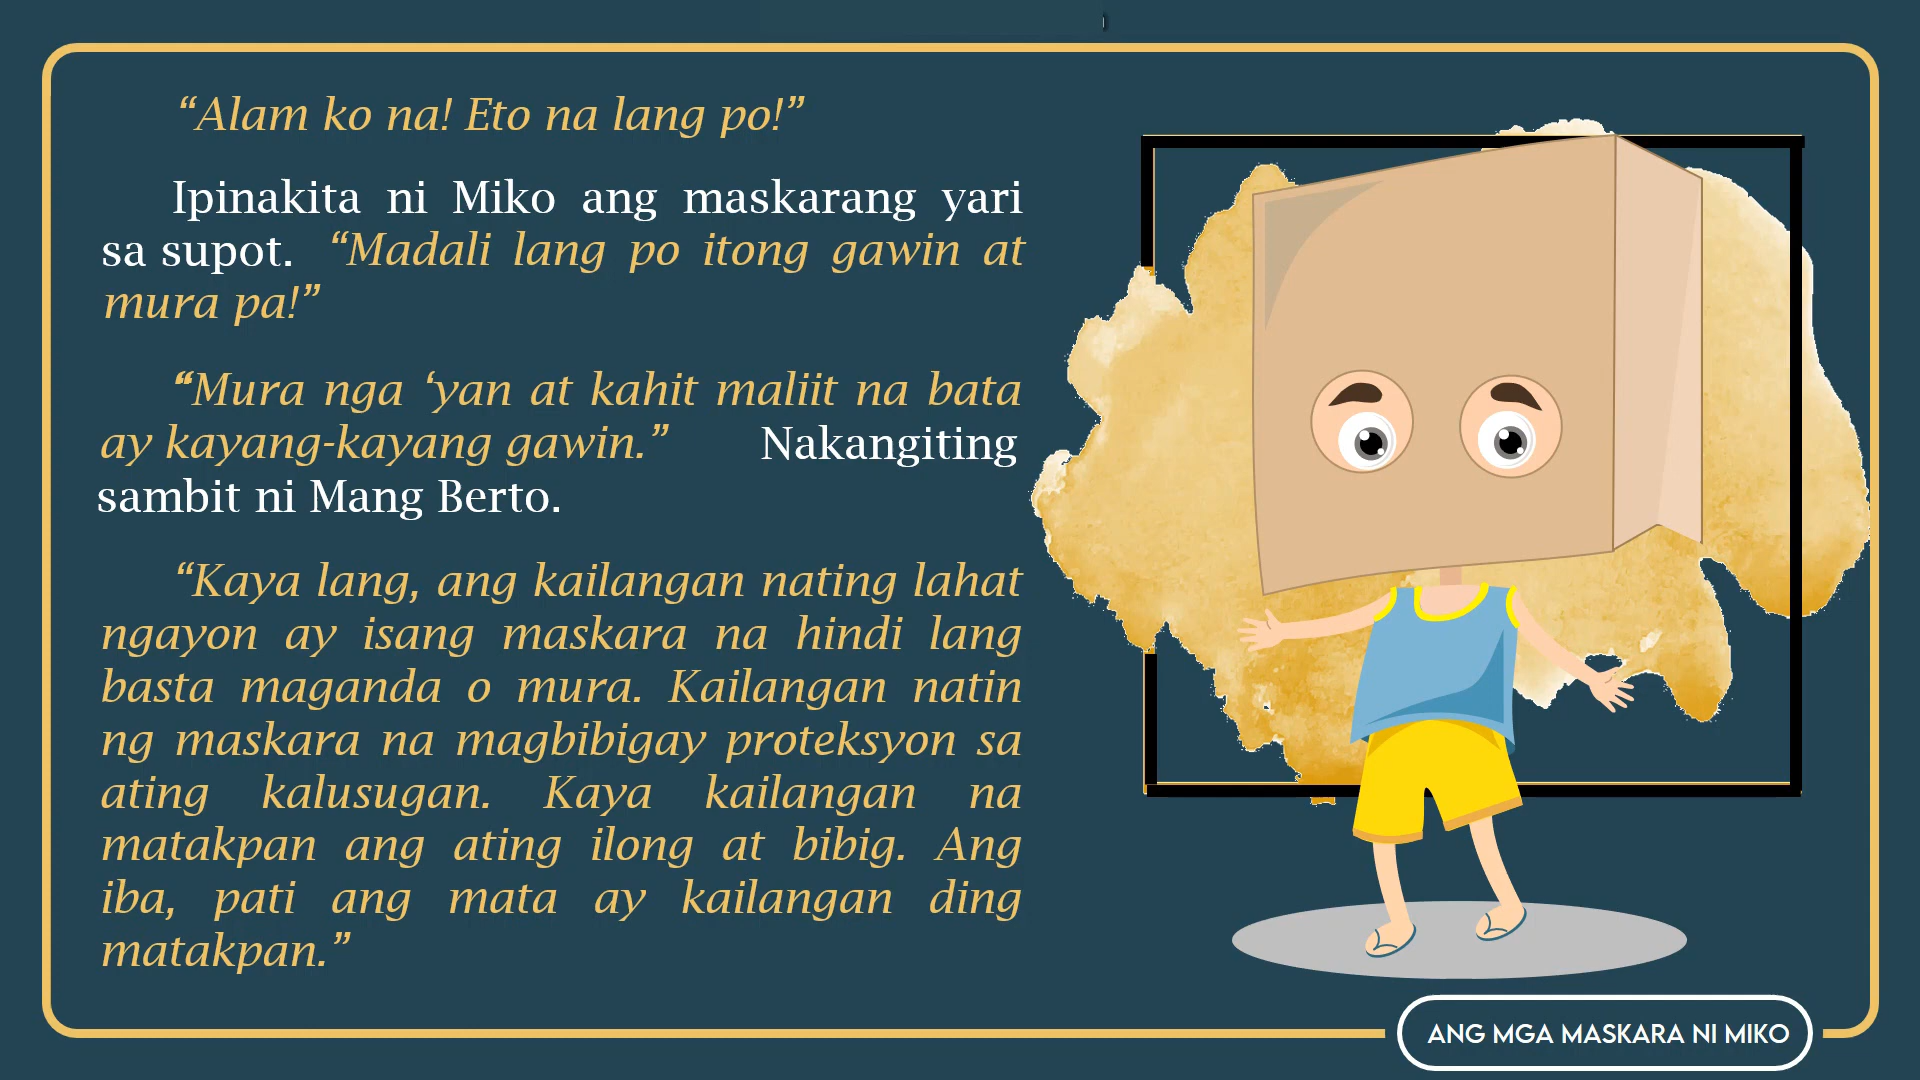 “Alam ko na! Eto na lang po!”
Ipinakita ni Miko ang maskarang yari
sa supot. “Madali lang po itong gawin at
mura pa!”
“Mura nga ‘yan at kahit maliit na bata
ay kayang-kayang gawin.” Nakangiting
sambit ni Mang Berto.
“Kaya lang, ang kailangan nating lahat
ngayon ay isang maskara na hindi lang
basta maganda o mura. Kailangan natin
ng maskara na magbibigay proteksyon sa
ating kalusugan. Kaya kailangan na
matakpan ang ating ilong at bibig. Ang
iba, pati ang mata ay kailangan ding
matakpan.”
ANG MGA MASKARA NI MIKO